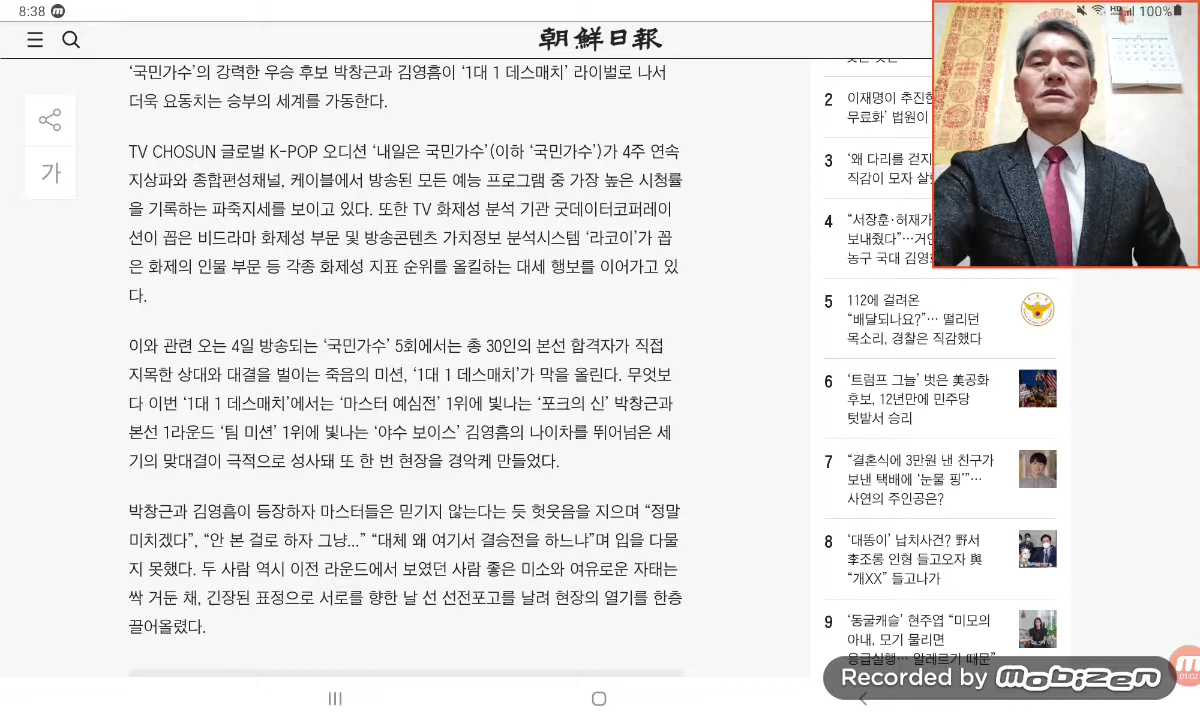 8:38
100%
朝鮮日報
‘국민가수’의 강력한 우승 후보 박창근과 김영흠이 ‘1대 1 데스매치’ 라이벌로 나서
더욱 요동치는 승부의 세계를 가동한다.
가
TV CHOSUN 글로벌 K-POP 오디션 ‘내일은 국민가수’(이하 ‘국민가수’)가 4주 연속
지상파와 종합편성채널, 케이블에서 방송된 모든 예능 프로그램 중 가장 높은 시청률
을 기록하는 파죽지세를 보이고 있다. 또한 TV 화제성 분석 기관 굿데이터코퍼레이
션이 꼽은 비드라마 화제성 부문 및 방송콘텐츠 가치정보 분석시스템 ‘라코이’가 꼽
은 화제의 인물 부문 등 각종 화제성 지표 순위를 올킬하는 대세 행보를 이어가고 있
다.
이와 관련 오는 4일 방송되는 ‘국민가수’ 5회에서는 총 30인의 본선 합격자가 직접
지목한 상대와 대결을 벌이는 죽음의 미션, ‘1대 1 데스매치’가 막을 올린다. 무엇보
다 이번 ‘1대 1 데스매치’에서는 ‘마스터 예심전’ 1위에 빛나는 ‘포크의 신’ 박창근과
본선 1라운드 ‘팀 미션’ 1위에 빛나는 ‘야수 보이스’ 김영흠의 나이차를 뛰어넘은 세
기의 맞대결이 극적으로 성사돼 또 한 번 현장을 경악케 만들었다.
박창근과 김영흠이 등장하자 마스터들은 믿기지 않는다는 듯 헛웃음을 지으며 “정말
미치겠다”, “안 본 걸로 하자 그냥...” “대체 왜 여기서 결승전을 하느냐”며 입을 다물
지 못했다. 두 사람 역시 이전 라운드에서 보였던 사람 좋은 미소와 여유로운 자태는
싹 거둔 채, 긴장된 표정으로 서로를 향한 날 선 선전포고를 날려 현장의 열기를 한층
끌어올렸다.
2 이재명이 추진한
무료화’ 법원이
3 ‘왜 다리를 걷지
직감이 모자 살
4 “서장훈·허재가
보내줬다”…거인
농구 국대 김영
5 112에 걸려온
“배달되나요?”… 떨리던
목소리, 경찰은 직감했다
6 ‘트럼프 그늘’ 벗은 美공화
후보, 12년만에 민주당
텃밭서 승리
7 “결혼식에 3만원 낸 친구가
보낸 택배에 ‘눈물 핑’”…
사연의 주인공은?
8 ‘대똥이’ 납치사건? 野서
李조롱 인형 들고오자 與
“개XX” 들고나가
9 ‘동굴캐슬’ 현주엽 “미모의
아내, 모기 물리면
응급실행… 알레르기 때문”
Recorded by mobizen
01:02